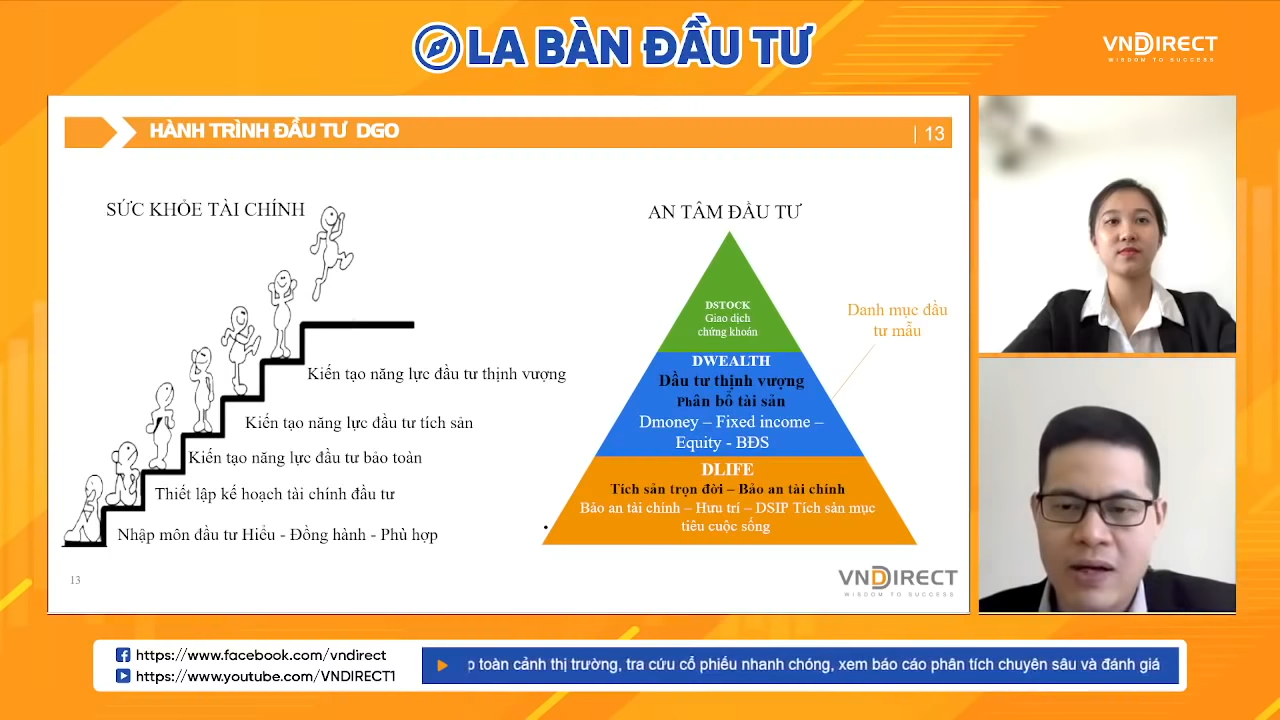 LA BÀN ĐẦU TƯ
VNDIRECT
WISDOM TO SUCCESS
HÀNH TRÌNH ĐẦU TƯ DGO
| 13
SỨC KHỎE TÀI CHÍNH
Kiến tạo năng lực đầu tư thịnh vượng
Kiến tạo năng lực đầu tư tích sản
Kiến tạo năng lực đầu tư bảo toàn
Thiết lập kế hoạch tài chính đầu tư
Nhập môn đầu tư Hiểu - Đồng hành - Phù hợp
AN TÂM ĐẦU TƯ
DSTOCK
Giao dịch
chứng khoán
Danh mục đầu
tư mẫu
DWEALTH
Đầu tư thịnh vượng
Phân bổ tài sản
Dmoney – Fixed income –
Equity - BĐS
DLIFE
Tích sản trọn đời – Bảo an tài chính
Bảo an tài chính – Hưu trí – DSIP Tích sản mục
tiêu cuộc sống
13
VNDIRECT
WISDOM TO SUCCESS
https://www.facebook.com/vndirect
https://www.youtube.com/VNDIRECT1
p toàn cảnh thị trường, tra cứu cổ phiếu nhanh chóng, xem báo cáo phân tích chuyên sâu và đánh giá